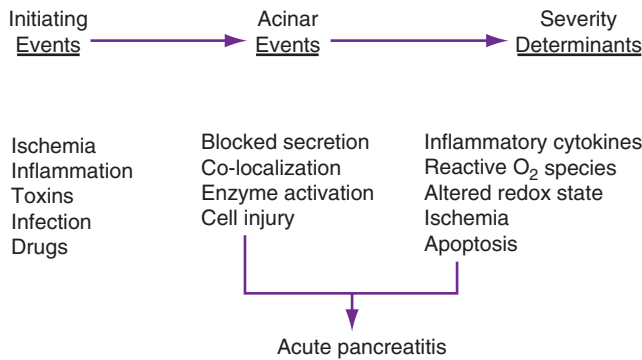 Initiating
Events
Acinar
Events
Severity
Determinants
Ischemia
Inflammation
Toxins
Infection
Drugs
Blocked secretion
Co-localization
Enzyme activation
Cell injury
Inflammatory cytokines
Reactive O₂ species
Altered redox state
Ischemia
Apoptosis
Acute pancreatitis